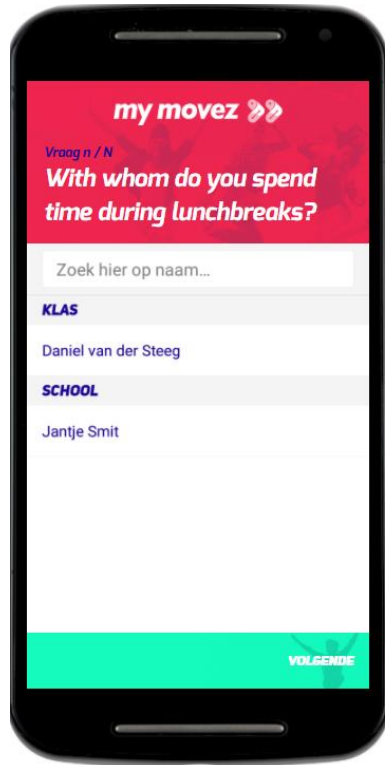 my movez
Vraag n / N
With whom do you spend
time during lunchbreaks?
Zoek hier op naam...
KLAS
Daniel van der Steeg
SCHOOL
Jantje Smit
VOLGENDE